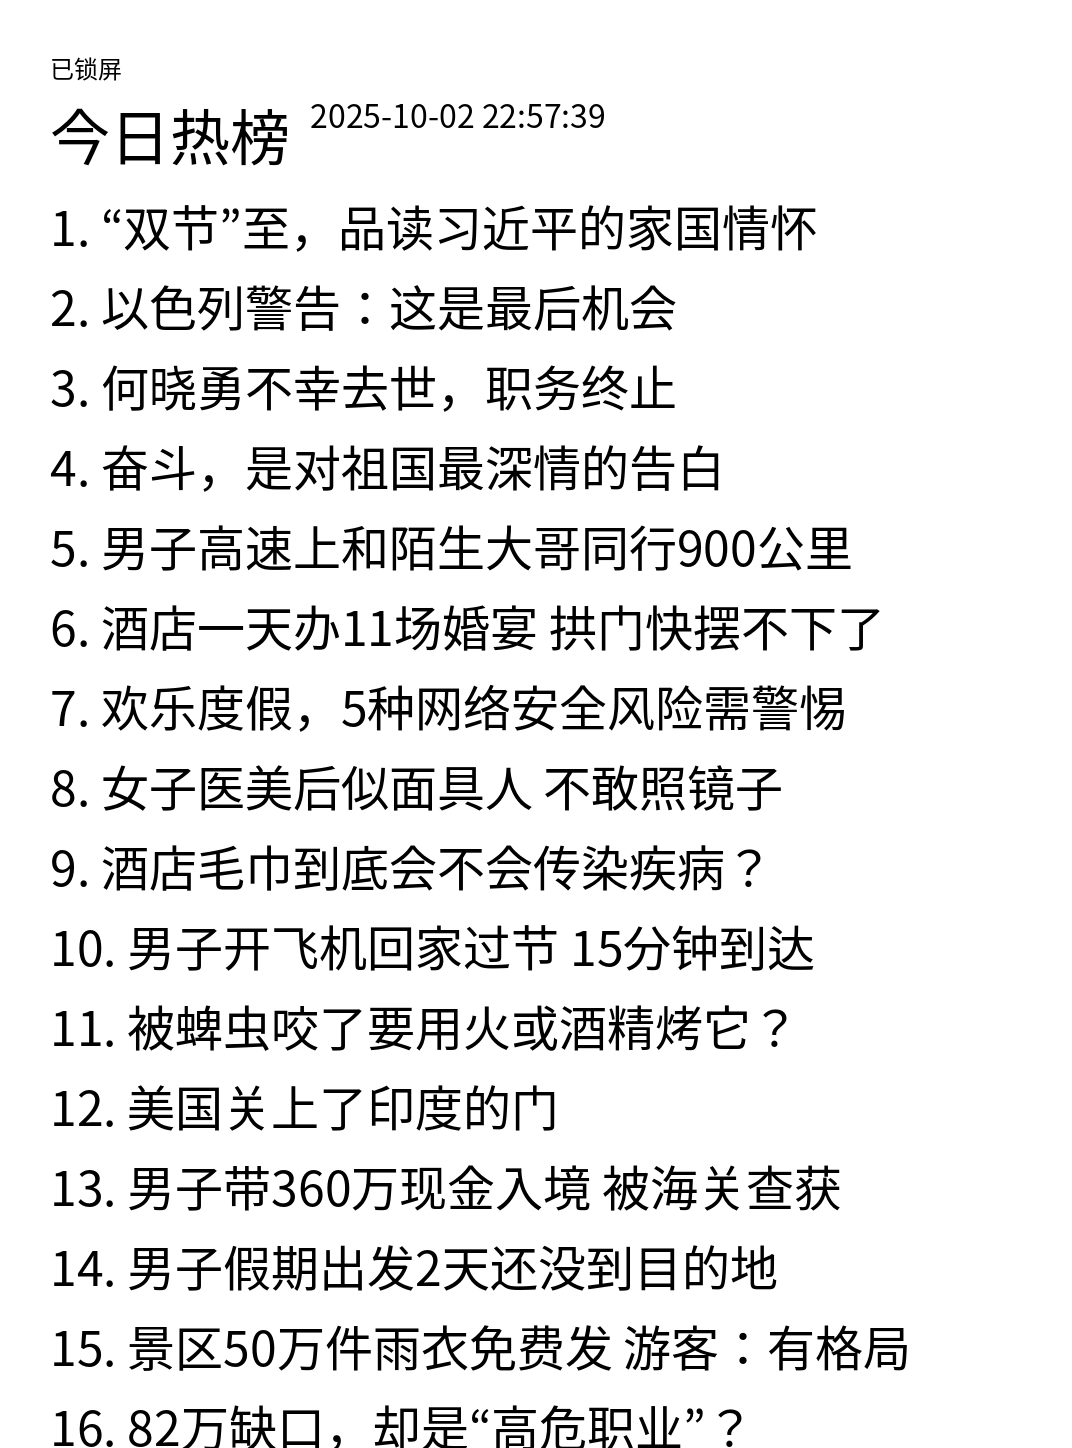 已锁屏
今日热榜 2025-10-02 22:57:39
1. “双节”至，品读习近平的家国情怀
2. 以色列警告：这是最后机会
3. 何晓勇不幸去世，职务终止
4. 奋斗，是对祖国最深情的告白
5. 男子高速上和陌生大哥同行900公里
6. 酒店一天办11场婚宴 拱门快摆不下了
7. 欢乐度假，5种网络安全风险需警惕
8. 女子医美后似面具人 不敢照镜子
9. 酒店毛巾到底会不会传染疾病？
10. 男子开飞机回家过节 15分钟到达
11. 被蜱虫咬了要用火或酒精烤它？
12. 美国关上了印度的门
13. 男子带360万现金入境 被海关查获
14. 男子假期出发2天还没到目的地
15. 景区50万件雨衣免费发 游客：有格局
16. 82万缺口，却是“高危职业”？